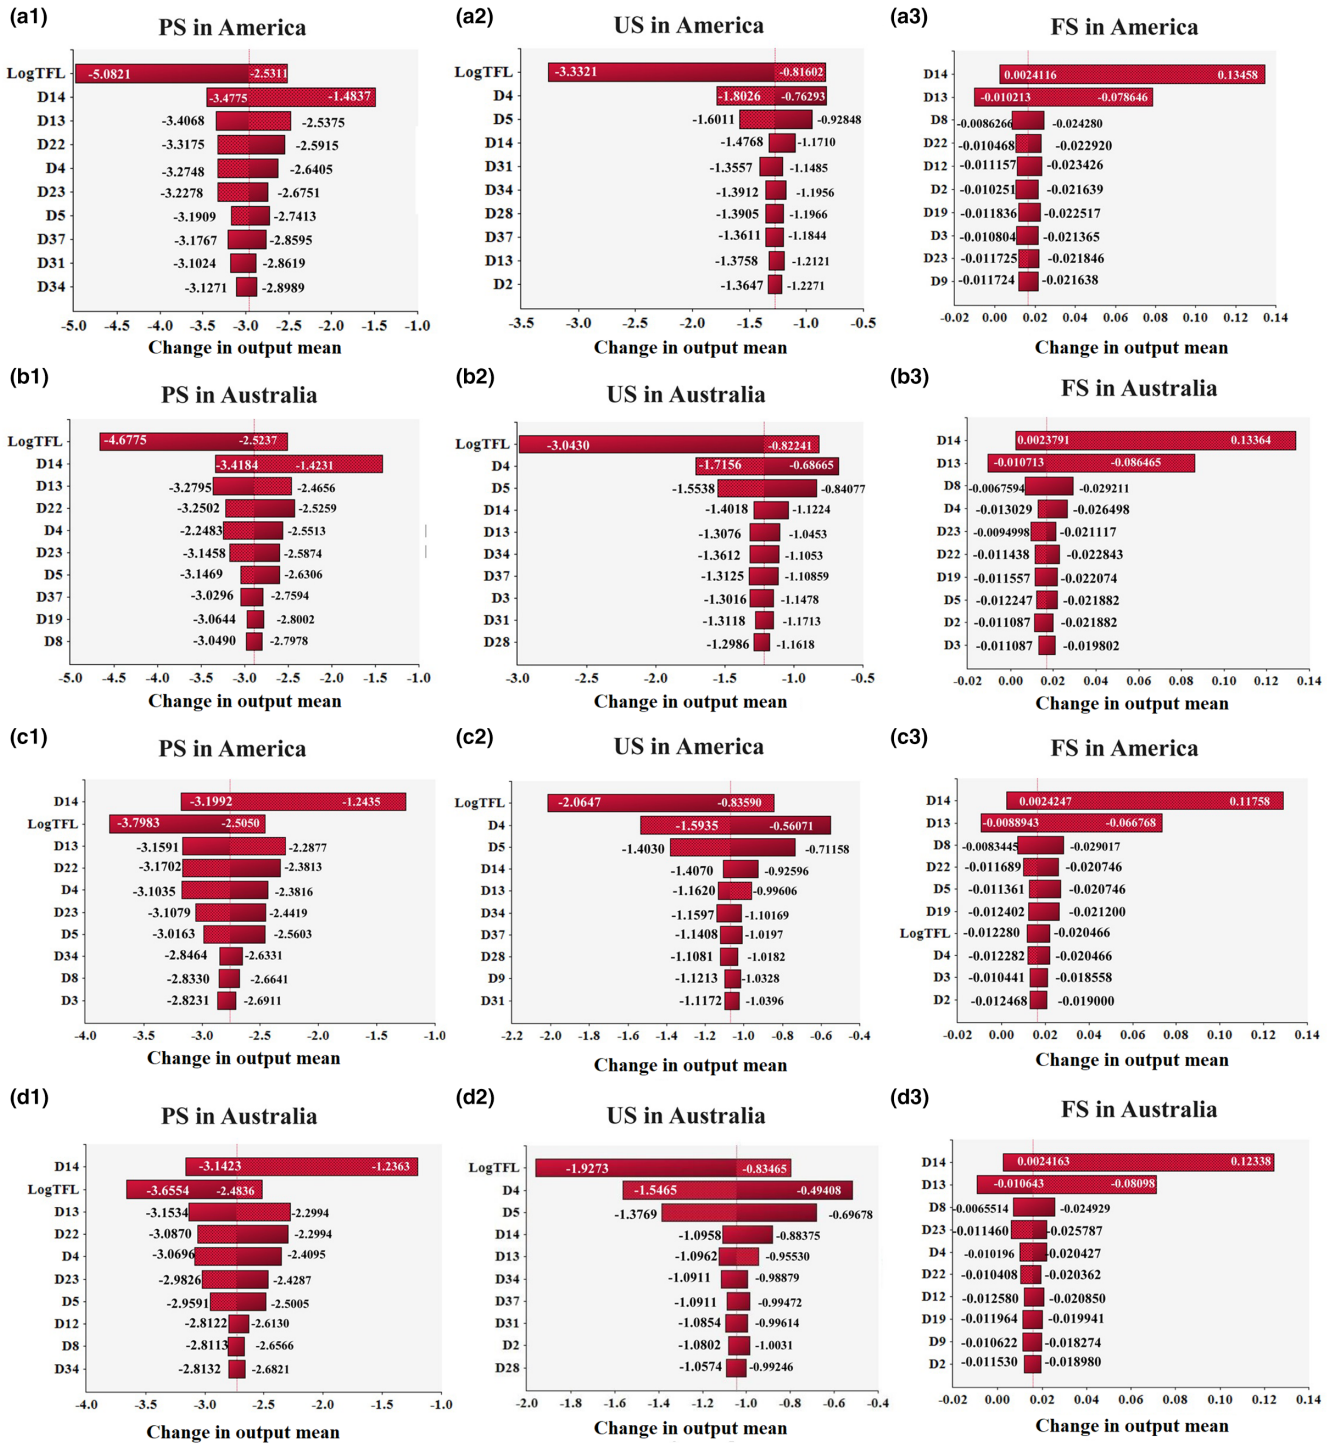 (a1) PS in America
LogTFL -5.0821 -2.5311
D14 -3.4775 -1.4837
D13 -3.4068 -2.5375
D22 -3.3175 -2.5915
D4 -3.2748 -2.6405
D23 -3.2278 -2.6751
D5 -3.1909 -2.7413
D37 -3.1767 -2.8595
D31 -3.1024 -2.8619
D34 -3.1271 -2.8989
-5.0 -4.5 -4.0 -3.5 -3.0 -2.5 -2.0 -1.5 -1.0
Change in output mean
(a2) US in America
LogTFL -3.3321 -0.81602
D4 -1.8026 -0.76293
D5 -1.6011 -0.92848
D14 -1.4768 -1.1710
D31 -1.3557 -1.1485
D34 -1.3912 -1.1956
D28 -1.3905 -1.1966
D37 -1.3611 -1.1844
D13 -1.3758 -1.2121
D2 -1.3647 -1.2271
-3.5 -3.0 -2.5 -2.0 -1.5 -1.0 -0.5
Change in output mean
(a3) FS in America
D14 0.0024116 0.13458
D13 -0.010213 -0.078646
D8 -0.0086266 -0.024280
D22 -0.010468 -0.022920
D12 -0.011157 -0.023426
D2 -0.010251 -0.021639
D19 -0.011836 -0.022517
D3 -0.010804 -0.021365
D23 -0.011725 -0.021846
D9 -0.011724 -0.021638
-0.02 0.00 0.02 0.04 0.06 0.08 0.10 0.12 0.14
Change in output mean
(b1) PS in Australia
LogTFL -4.6775 -2.5237
D14 -3.4184 -1.4231
D13 -3.2795 -2.4656
D22 -3.2502 -2.5259
D4 -2.2483 -2.5513
D23 -3.1458 -2.5874
D5 -3.1469 -2.6306
D37 -3.0296 -2.7594
D19 -3.0644 -2.8002
D8 -3.0490 -2.7978
-5.0 -4.5 -4.0 -3.5 -3.0 -2.5 -2.0 -1.5 -1.0
Change in output mean
(b2) US in Australia
LogTFL -3.0430 -0.82241
D4 -1.7156 -0.68665
D5 -1.5538 -0.84077
D14 -1.4018 -1.1224
D13 -1.3076 -1.0453
D34 -1.3612 -1.1053
D37 -1.3125 -1.10859
D3 -1.3016 -1.1478
D31 -1.3118 -1.1713
D28 -1.2986 -1.1618
-3.0 -2.5 -2.0 -1.5 -1.0 -0.5
Change in output mean
(b3) FS in Australia
D14 0.0023791 0.13364
D13 -0.010713 -0.086465
D8 -0.0067594 -0.029211
D4 -0.013029 -0.026498
D23 -0.0094998 -0.021117
D22 -0.011438 -0.022843
D19 -0.011557 -0.022074
D5 -0.012247 -0.021882
D2 -0.011087 -0.021882
D3 -0.011087 -0.019802
-0.02 0.00 0.02 0.04 0.06 0.08 0.10 0.12 0.14
Change in output mean
(c1) PS in America
D14 -3.1992 -1.2435
LogTFL -3.7983 -2.5050
D13 -3.1591 -2.2877
D22 -3.1702 -2.3813
D4 -3.1035 -2.3816
D23 -3.1079 -2.4419
D5 -3.0163 -2.5603
D34 -2.8464 -2.6331
D8 -2.8330 -2.6641
D3 -2.8231 -2.6911
-4.0 -3.5 -3.0 -2.5 -2.0 -1.5 -1.0
Change in output mean
(c2) US in America
LogTFL -2.0647 -0.83590
D4 -1.5935 -0.56071
D5 -1.4030 -0.71158
D14 -1.4070 -0.92596
D13 -1.1620 -0.99606
D34 -1.1597 -1.10169
D37 -1.1408 -1.0197
D28 -1.1081 -1.0182
D9 -1.1213 -1.0328
D31 -1.1172 -1.0396
-2.2 -2.0 -1.8 -1.6 -1.4 -1.2 -1.0 -0.8 -0.6 -0.4
Change in output mean
(c3) FS in America
D14 0.0024247 0.11758
D13 -0.0088943 -0.066768
D8 -0.0083445 -0.029017
D22 -0.011689 -0.020746
D5 -0.011361 -0.020746
D19 -0.012402 -0.021200
LogTFL -0.012280 -0.020466
D4 -0.012282 -0.020466
D3 -0.010441 -0.018558
D2 -0.012468 -0.019000
-0.02 0.00 0.02 0.04 0.06 0.08 0.10 0.12 0.14
Change in output mean
(d1) PS in Australia
D14 -3.1423 -1.2363
LogTFL -3.6554 -2.4836
D13 -3.1534 -2.2994
D22 -3.0870 -2.2994
D4 -3.0696 -2.4095
D23 -2.9826 -2.4287
D5 -2.9591 -2.5005
D12 -2.8122 -2.6130
D8 -2.8113 -2.6566
D34 -2.8132 -2.6821
-4.0 -3.5 -3.0 -2.5 -2.0 -1.5 -1.0
Change in output mean
(d2) US in Australia
LogTFL -1.9273 -0.83465
D4 -1.5465 -0.49408
D5 -1.3769 -0.69678
D14 -1.0958 -0.88375
D13 -1.0962 -0.95530
D34 -1.0911 -0.98879
D37 -1.0911 -0.99472
D31 -1.0854 -0.99614
D2 -1.0802 -1.0031
D28 -1.0574 -0.99246
-2.0 -1.8 -1.6 -1.4 -1.2 -1.0 -0.8 -0.6 -0.4
Change in output mean
(d3) FS in Australia
D14 0.0024163 0.12338
D13 -0.010643 -0.08098
D8 -0.0065514 -0.024929
D23 -0.011460 -0.025787
D4 -0.010196 -0.020427
D22 -0.010408 -0.020362
D12 -0.012580 -0.020850
D19 -0.011964 -0.019941
D9 -0.010622 -0.018274
D2 -0.011530 -0.018980
-0.02 0.00 0.02 0.04 0.06 0.08 0.10 0.12 0.14
Change in output mean